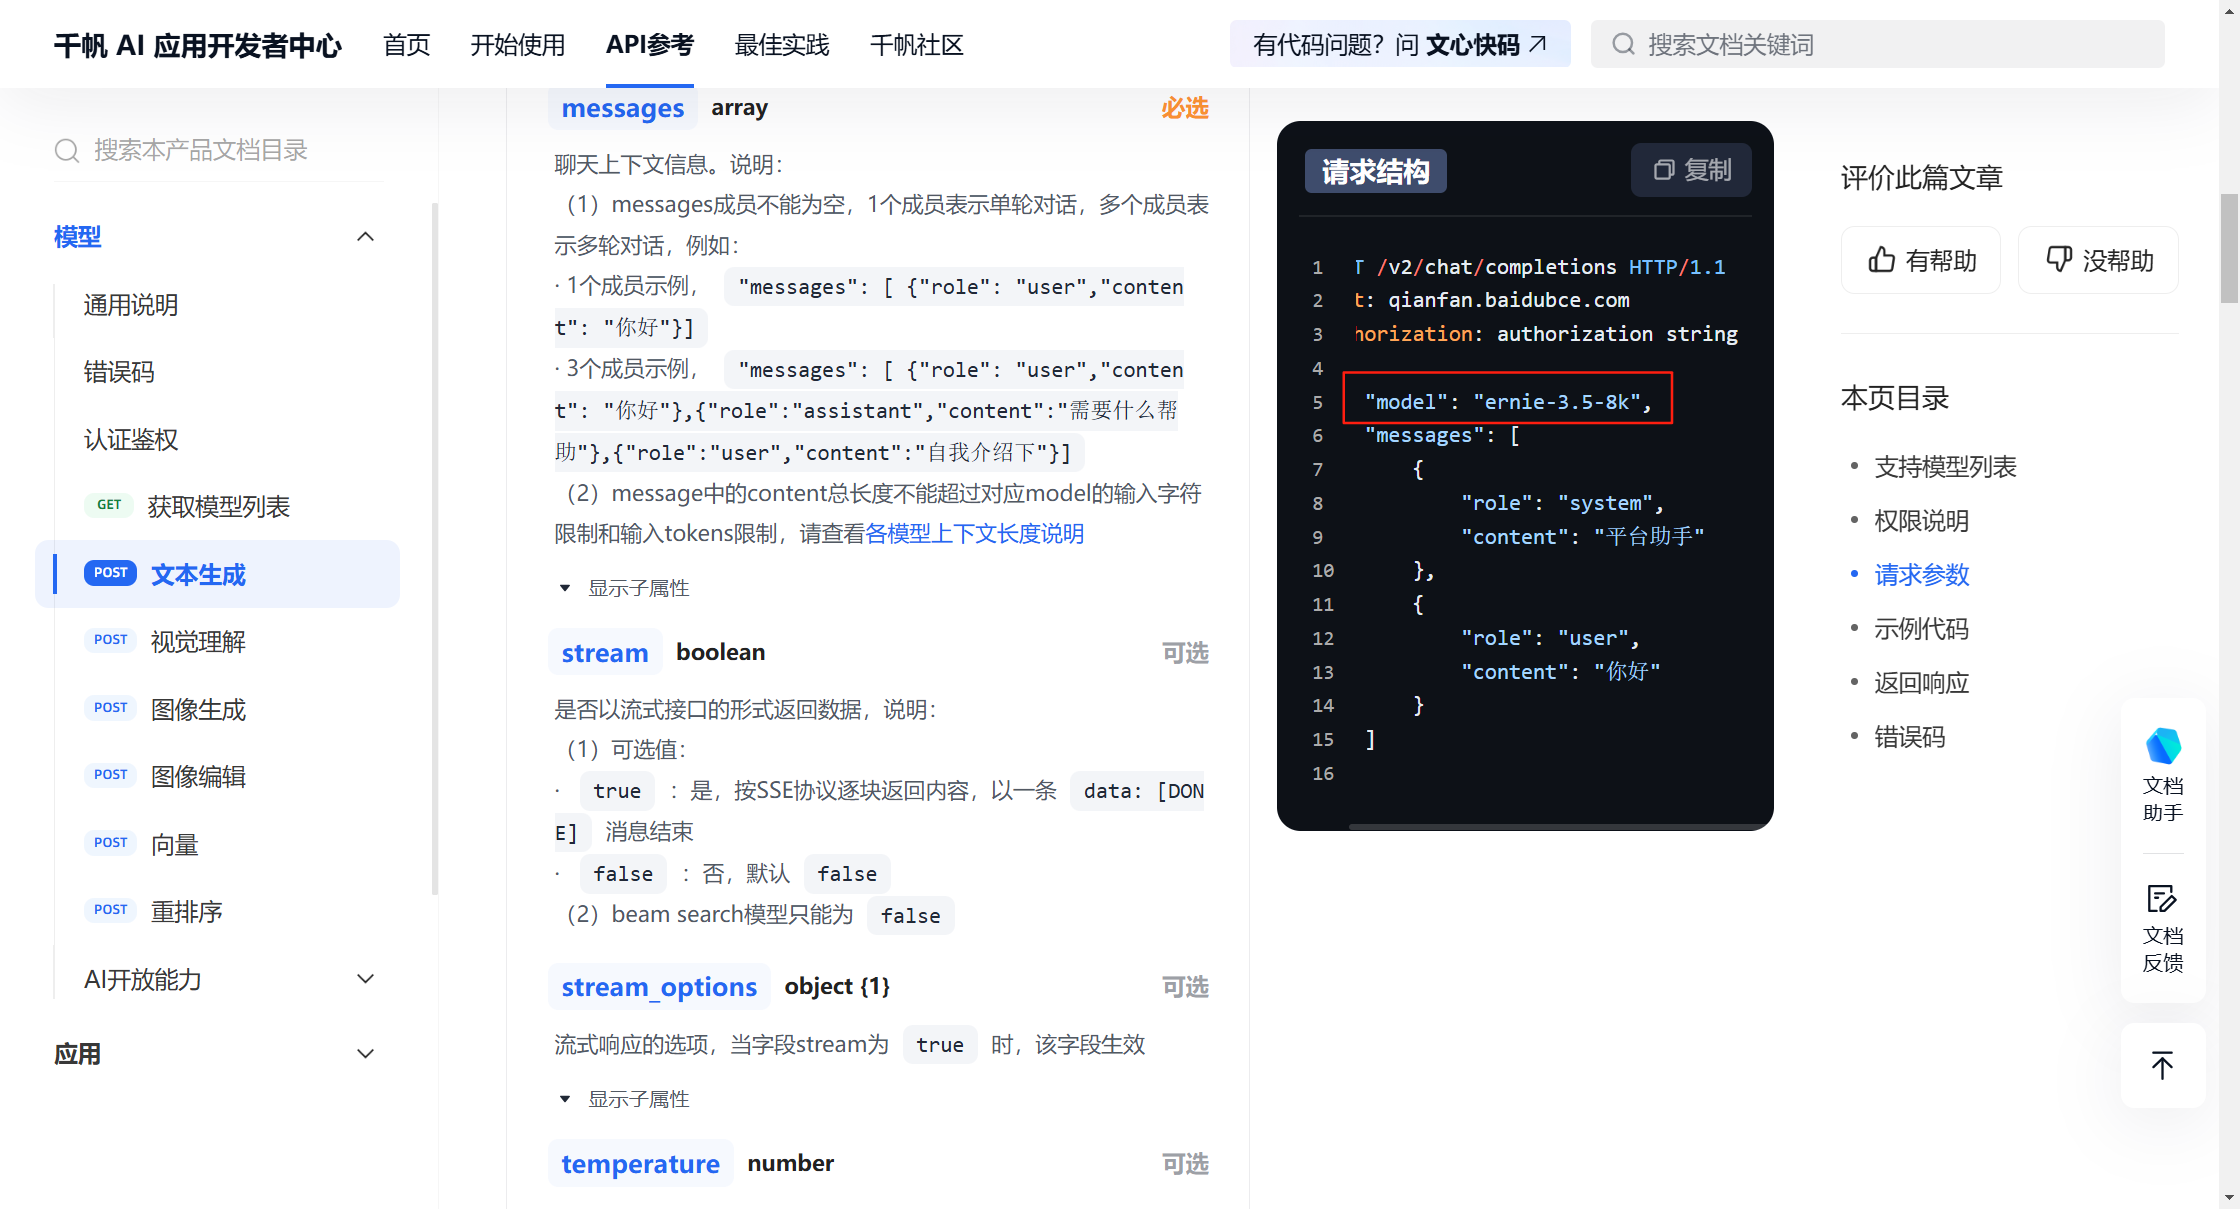 千帆 AI 应用开发者中心
首页
开始使用
API参考
最佳实践
千帆社区
有代码问题？问 文心快码
搜索文档关键词
搜索本产品文档目录
模型
通用说明
错误码
认证鉴权
GET 获取模型列表
POST 文本生成
POST 视觉理解
POST 图像生成
POST 图像编辑
POST 向量
POST 重排序
AI开放能力
应用
messages array 必选
聊天上下文信息。说明：
（1）messages成员不能为空，1个成员表示单轮对话，多个成员表
示多轮对话，例如：
· 1个成员示例， "messages": [ {"role": "user","conten
t": "你好"}]
· 3个成员示例， "messages": [ {"role": "user","conten
t": "你好"},{"role":"assistant","content":"需要什么帮
助"},{"role":"user","content":"自我介绍下"}]
（2）message中的content总长度不能超过对应model的输入字符
限制和输入tokens限制，请查看各模型上下文长度说明
显示子属性
stream boolean 可选
是否以流式接口的形式返回数据，说明：
（1）可选值：
· true ：是，按SSE协议逐块返回内容，以一条 data: [DON
E] 消息结束
· false ：否，默认 false
（2）beam search模型只能为 false
stream_options object {1} 可选
流式响应的选项，当字段stream为 true 时，该字段生效
显示子属性
temperature number 可选
请求结构
复制
1 T /v2/chat/completions HTTP/1.1
2 t: qianfan.baidubce.com
3 horization: authorization string
4
5 "model": "ernie-3.5-8k",
6 "messages": [
7 {
8 "role": "system",
9 "content": "平台助手"
10 },
11 {
12 "role": "user",
13 "content": "你好"
14 }
15 ]
16
评价此篇文章
有帮助
没帮助
本页目录
• 支持模型列表
• 权限说明
• 请求参数
• 示例代码
• 返回响应
• 错误码
文档
助手
文档
反馈